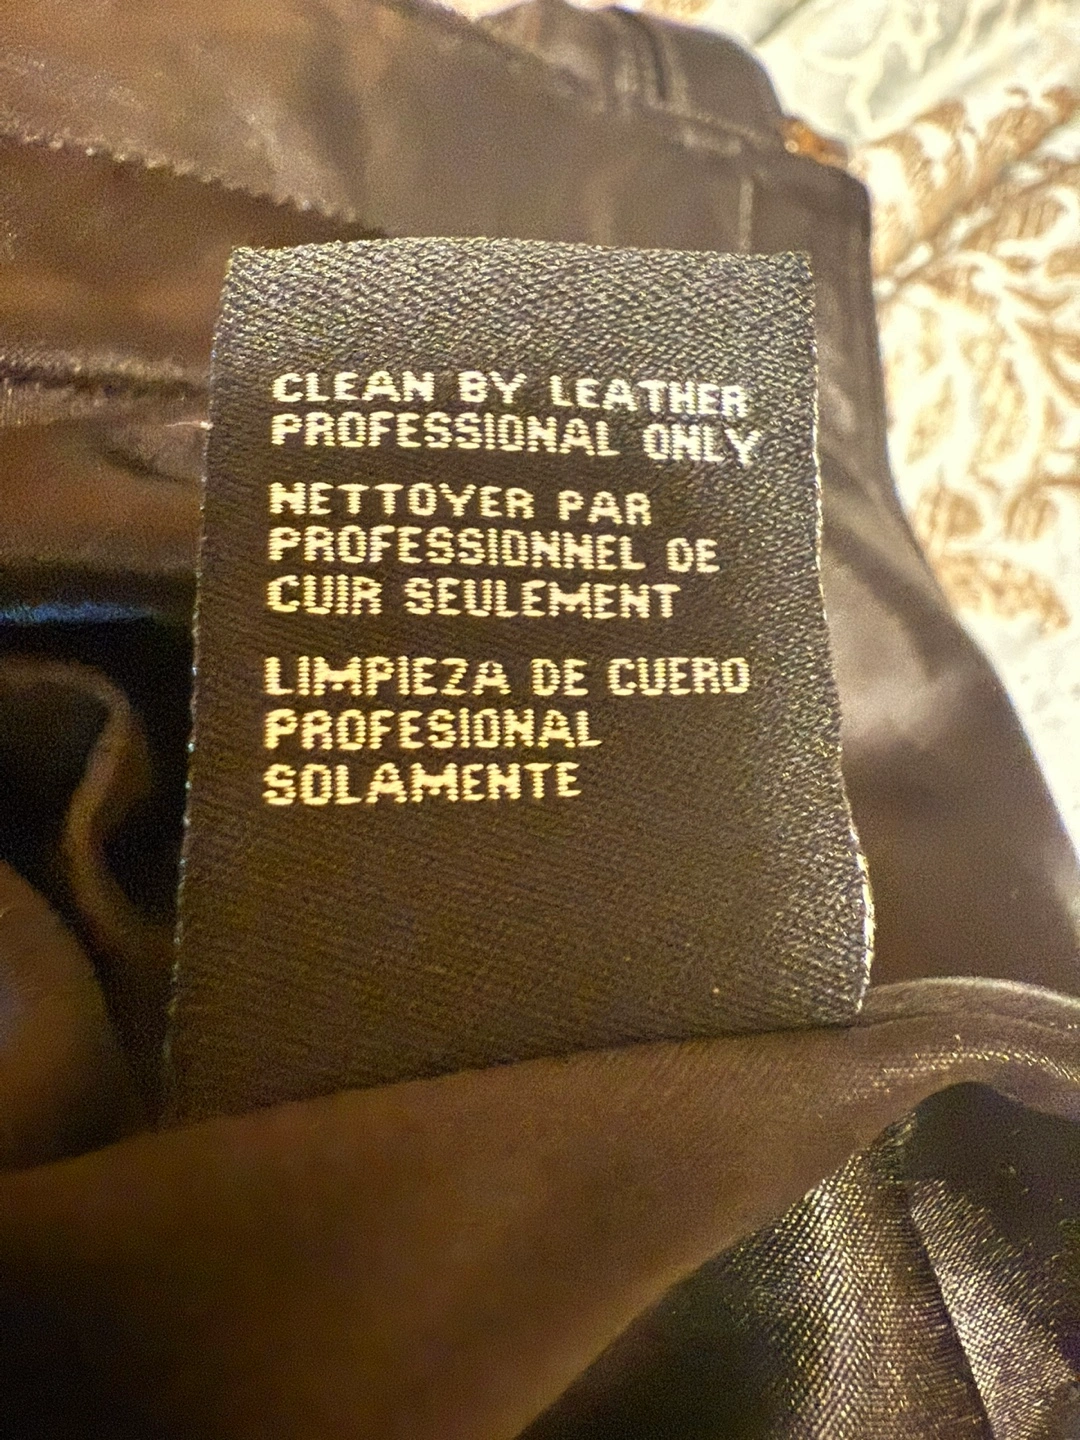 CLEAN BY LEATHER
PROFESSIONAL ONLY
NETTOYER PAR
PROFESSIONNEL DE
CUIR SEULEMENT
LIMPIEZA DE CUERO
PROFESIONAL
SOLAMENTE